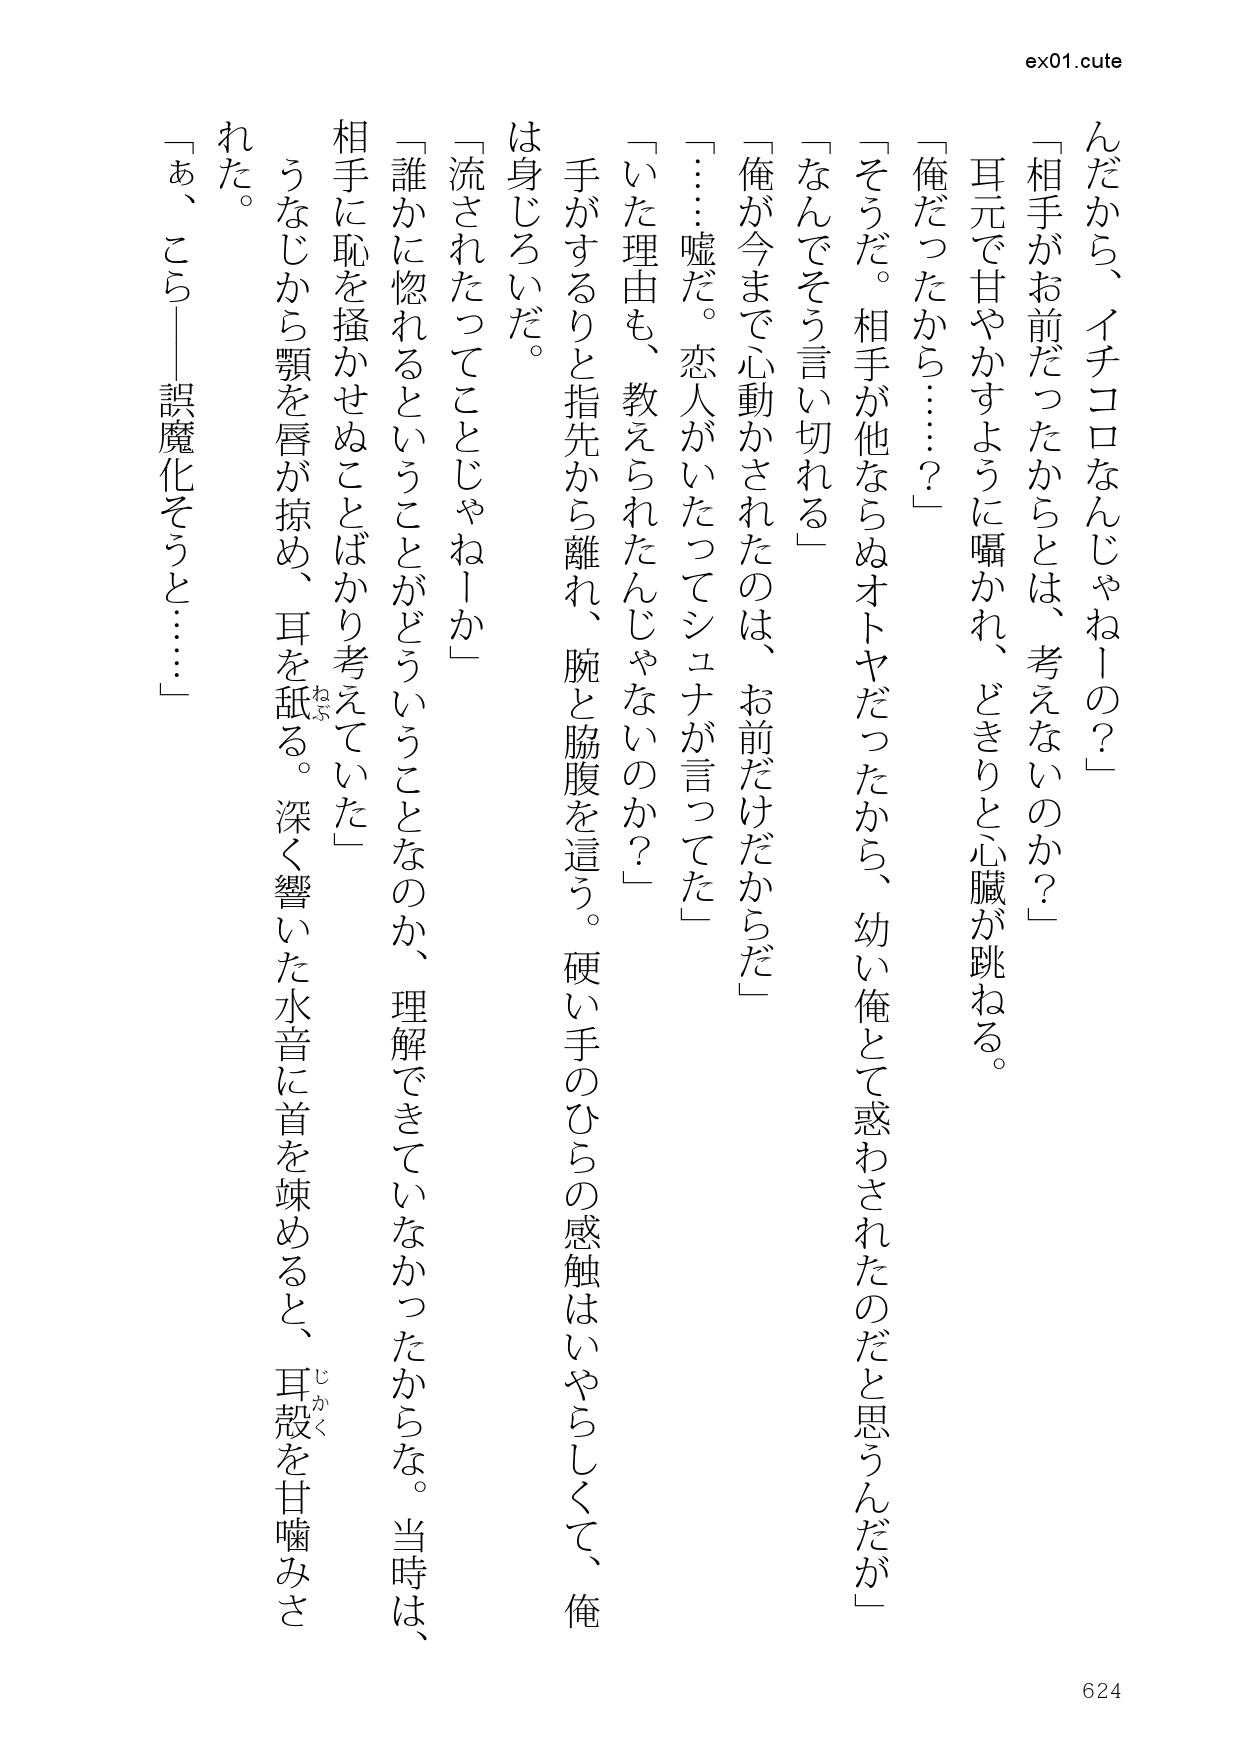 ex01.cute
んだから、イチコロなんじゃねーの？」
「相手がお前だったからとは、考えないのか？」
　耳元で甘やかすように囁かれ、どきりと心臓が跳ねる。
「俺だったから……？」
「そうだ。相手が他ならぬオトヤだったから、幼い俺とて惑わされたのだと思うんだが」
「なんでそう言い切れる」
「俺が今まで心動かされたのは、お前だけだからだ」
「……嘘だ。恋人がいたってシュナが言ってた」
「いた理由も、教えられたんじゃないのか？」
　手がするりと指先から離れ、腕と脇腹を這う。硬い手のひらの感触はいやらしくて、俺
は身じろいだ。
「流されたってことじゃねーか」
「誰かに惚れるということがどういうことなのか、理解できていなかったからな。当時は、
相手に恥を掻かせぬことばかり考えていた」
　うなじから顎を唇が掠め、耳を舐ねぶる。深く響いた水音に首を竦めると、耳殻じかくを甘噛みさ
れた。
「ぁ、こら――誤魔化そうと……」
624